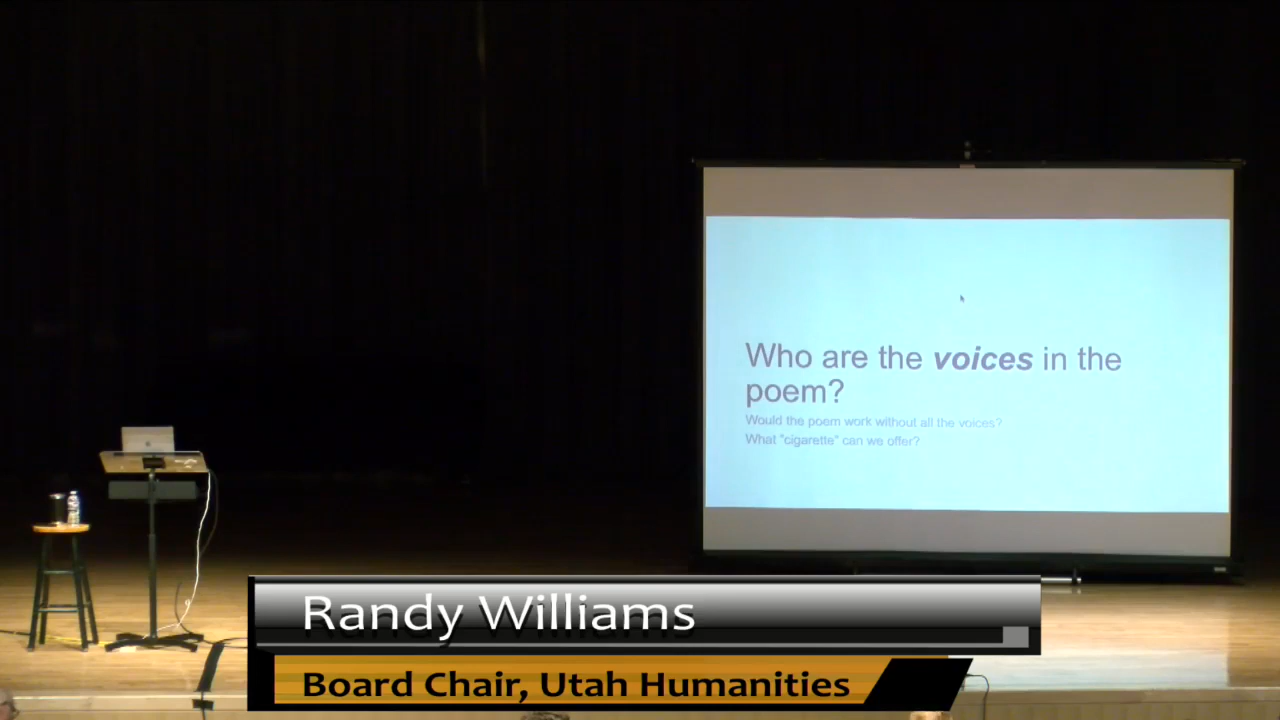 Who are the voices in the
poem?
Would the poem work without all the voices?
What "cigarette" can we offer?
Randy Williams
Board Chair, Utah Humanities